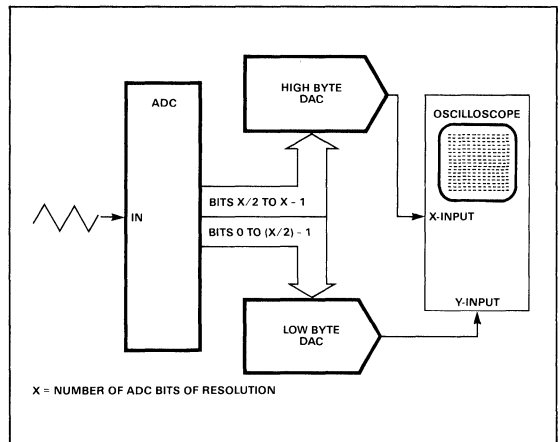 ADC
HIGH BYTE
DAC
OSCILLOSCOPE
BITS X/2 TO X - 1
IN
X-INPUT
BITS 0 TO (X/2) - 1
Y-INPUT
LOW BYTE
DAC
X = NUMBER OF ADC BITS OF RESOLUTION